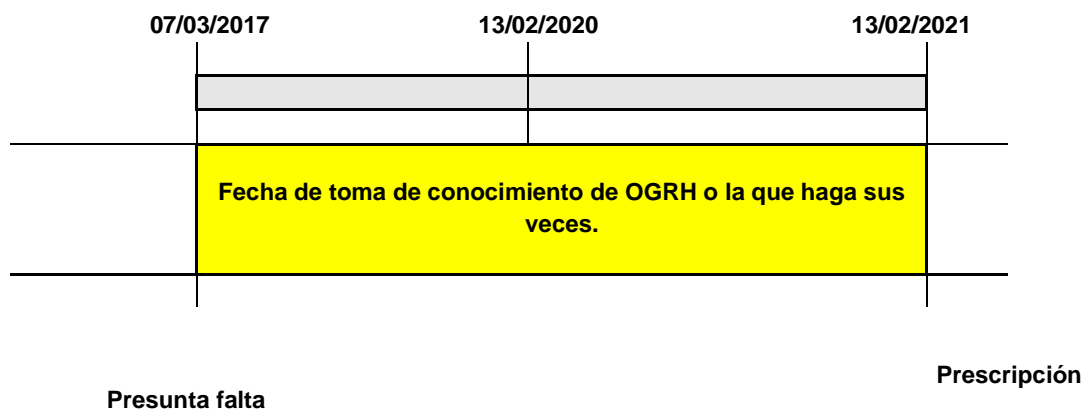 07/03/2017 13/02/2020 13/02/2021
Fecha de toma de conocimiento de OGRH o la que haga sus
veces.
Prescripción
Presunta falta